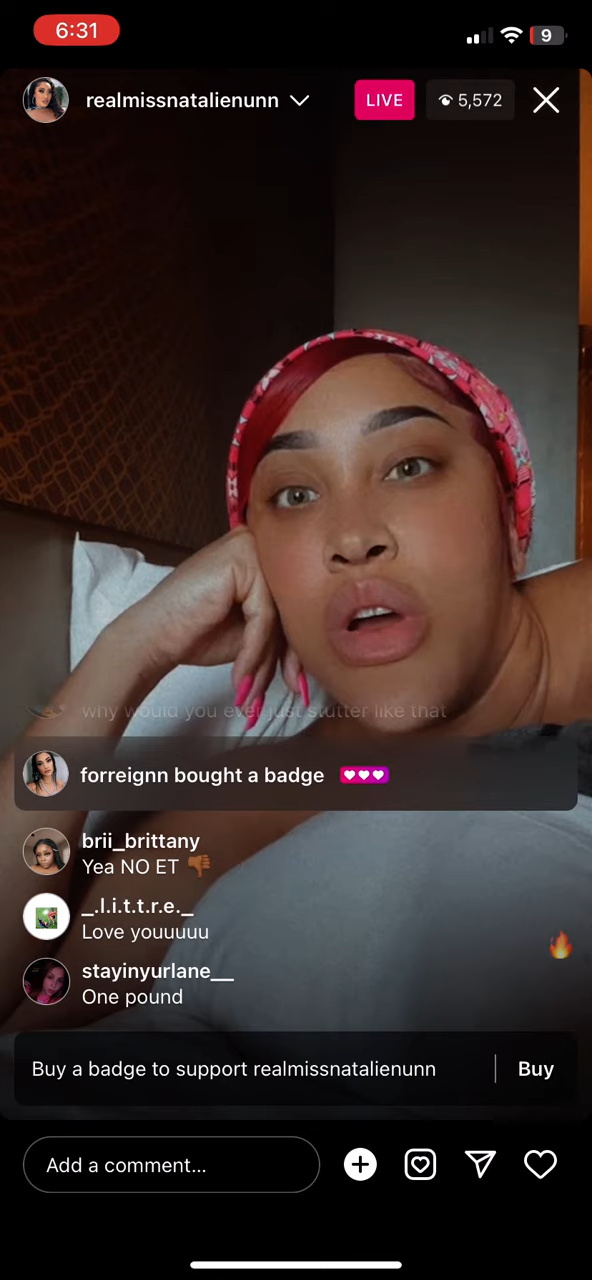 6:31
9
realmissnatalienunn
LIVE
5,572
why would you ever just stutter like that
forreignn bought a badge
brii_brittany
Yea NO ET 👎🏾
_.l.i.t.t.r.e._
Love youuuuu
stayinyurlane__
One pound
Buy a badge to support realmissnatalienunn
Buy
Add a comment...